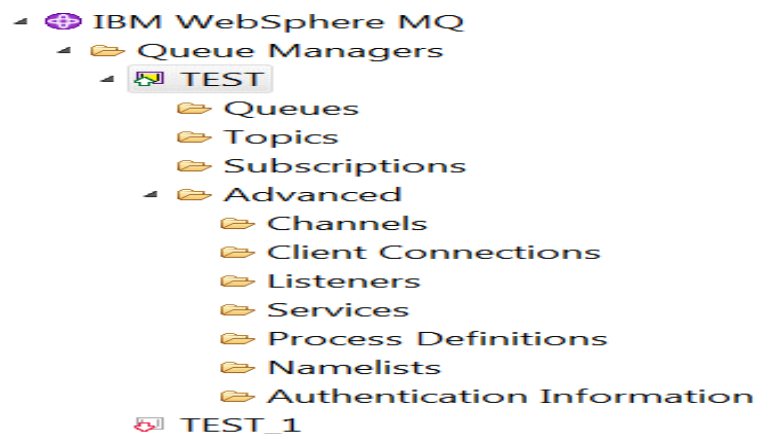 IBM WebSphere MQ
Queue Managers
TEST
Queues
Topics
Subscriptions
Advanced
Channels
Client Connections
Listeners
Services
Process Definitions
Namelists
Authentication Information
TEST_1